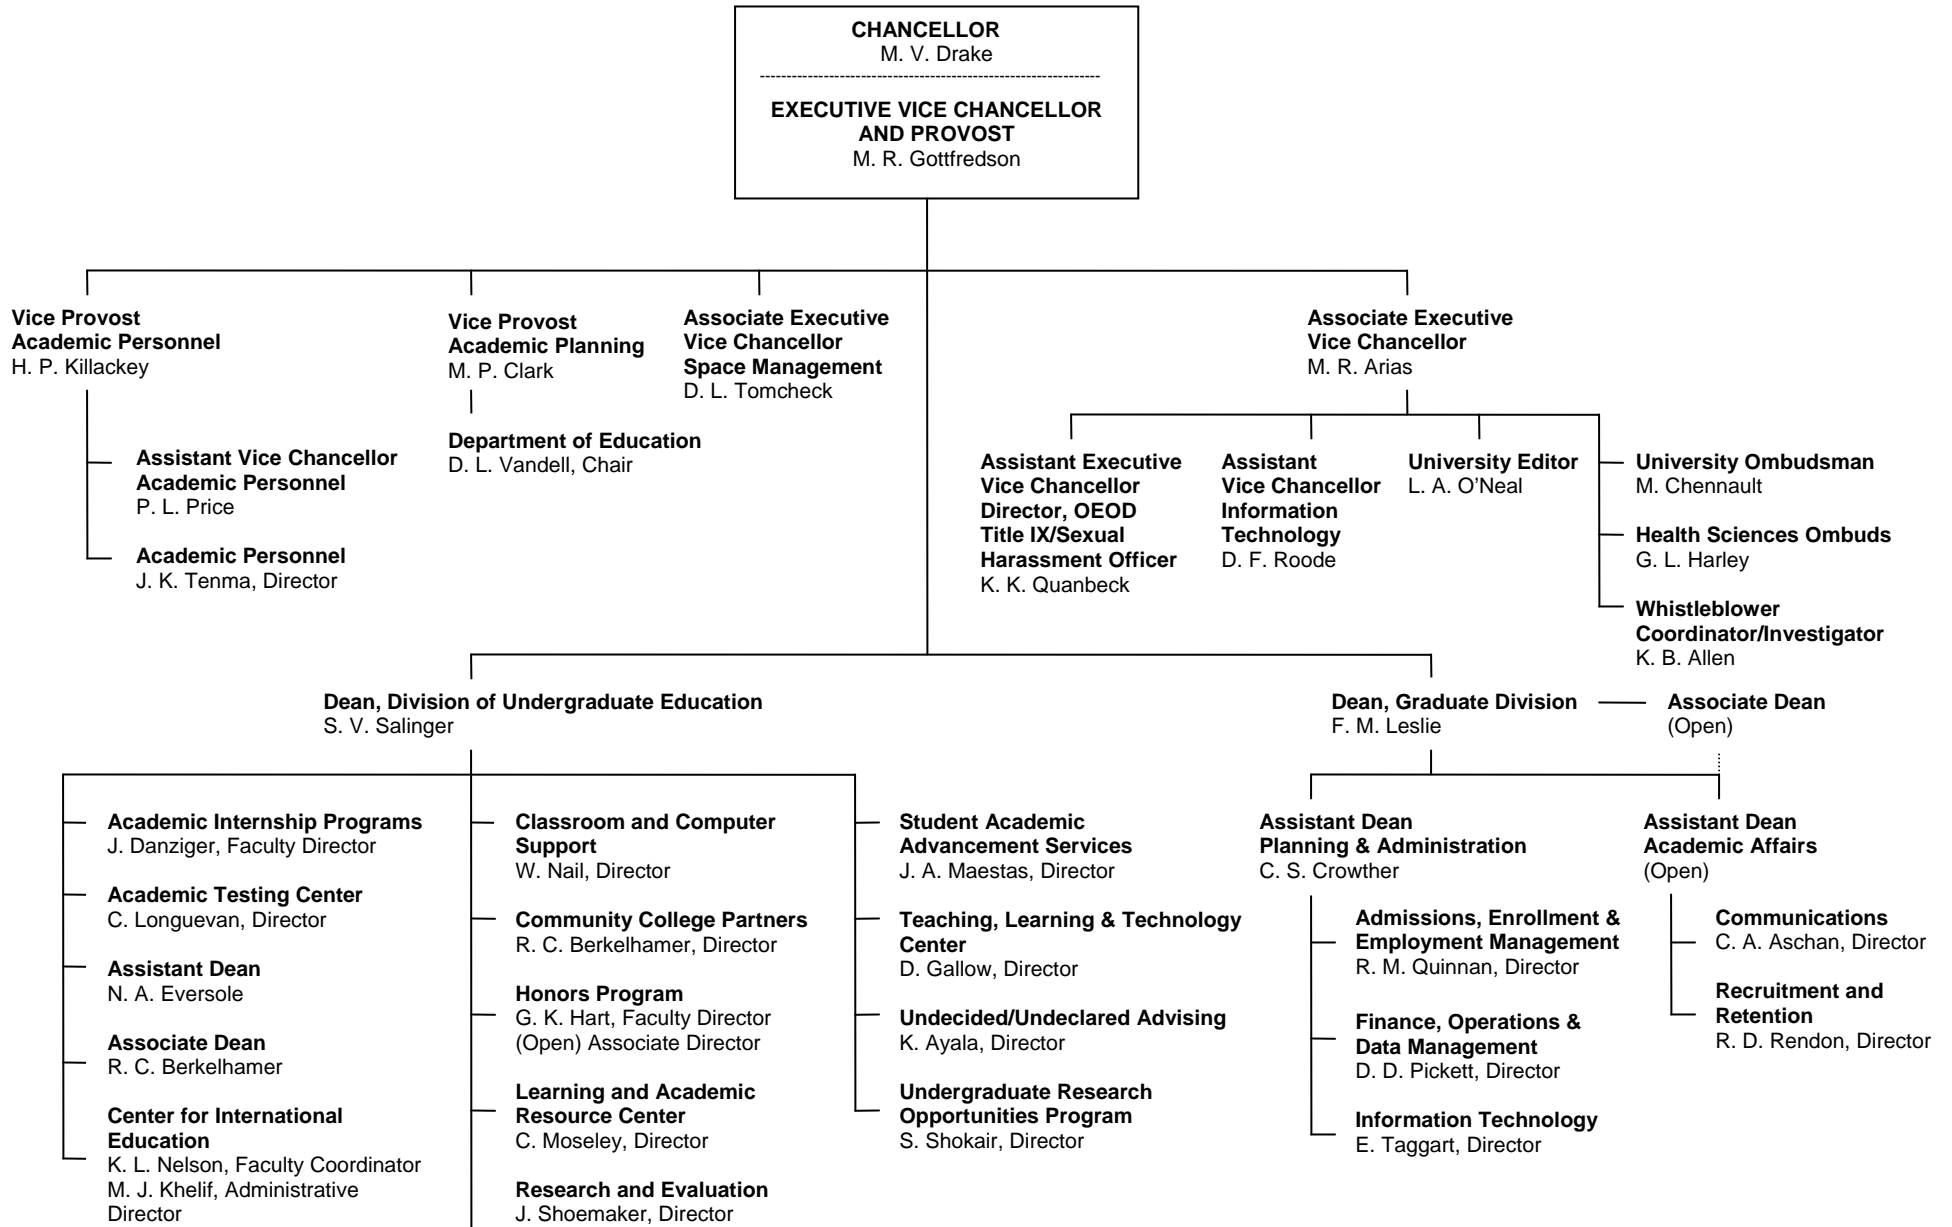 CHANCELLOR
M. V. Drake
----------------------------------------------------------------
EXECUTIVE VICE CHANCELLOR
AND PROVOST
M. R. Gottfredson
Vice Provost
Academic Personnel
H. P. Killackey
Assistant Vice Chancellor
Academic Personnel
P. L. Price
Academic Personnel
J. K. Tenma, Director
Vice Provost
Academic Planning
M. P. Clark
Department of Education
D. L. Vandell, Chair
Associate Executive
Vice Chancellor
Space Management
D. L. Tomcheck
Associate Executive
Vice Chancellor
M. R. Arias
Assistant Executive
Vice Chancellor
Director, OEOD
Title IX/Sexual
Harassment Officer
K. K. Quanbeck
Assistant
Vice Chancellor
Information
Technology
D. F. Roode
University Editor
L. A. O’Neal
University Ombudsman
M. Chennault
Health Sciences Ombuds
G. L. Harley
Whistleblower
Coordinator/Investigator
K. B. Allen
Dean, Division of Undergraduate Education
S. V. Salinger
Academic Internship Programs
J. Danziger, Faculty Director
Academic Testing Center
C. Longuevan, Director
Assistant Dean
N. A. Eversole
Associate Dean
R. C. Berkelhamer
Center for International
Education
K. L. Nelson, Faculty Coordinator
M. J. Khelif, Administrative
Director
Classroom and Computer
Support
W. Nail, Director
Community College Partners
R. C. Berkelhamer, Director
Honors Program
G. K. Hart, Faculty Director
(Open) Associate Director
Learning and Academic
Resource Center
C. Moseley, Director
Research and Evaluation
J. Shoemaker, Director
Student Academic
Advancement Services
J. A. Maestas, Director
Teaching, Learning & Technology
Center
D. Gallow, Director
Undecided/Undeclared Advising
K. Ayala, Director
Undergraduate Research
Opportunities Program
S. Shokair, Director
Dean, Graduate Division
F. M. Leslie
Associate Dean
(Open)
Assistant Dean
Planning & Administration
C. S. Crowther
Admissions, Enrollment &
Employment Management
R. M. Quinnan, Director
Finance, Operations &
Data Management
D. D. Pickett, Director
Information Technology
E. Taggart, Director
Assistant Dean
Academic Affairs
(Open)
Communications
C. A. Aschan, Director
Recruitment and
Retention
R. D. Rendon, Director